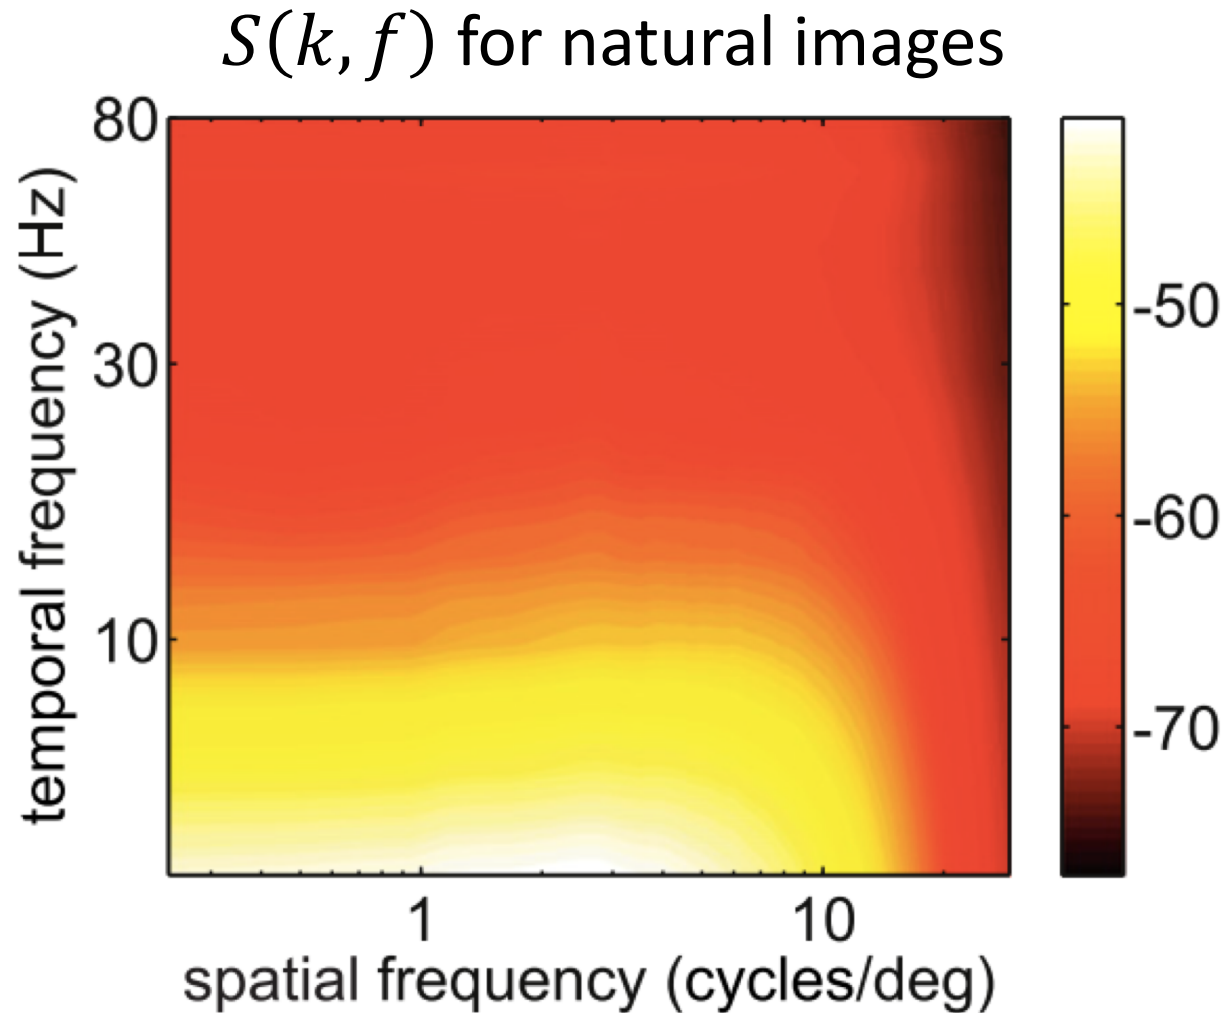 S(k, f) for natural images
80
30
10
temporal frequency (Hz)
1
10
spatial frequency (cycles/deg)
-50
-60
-70